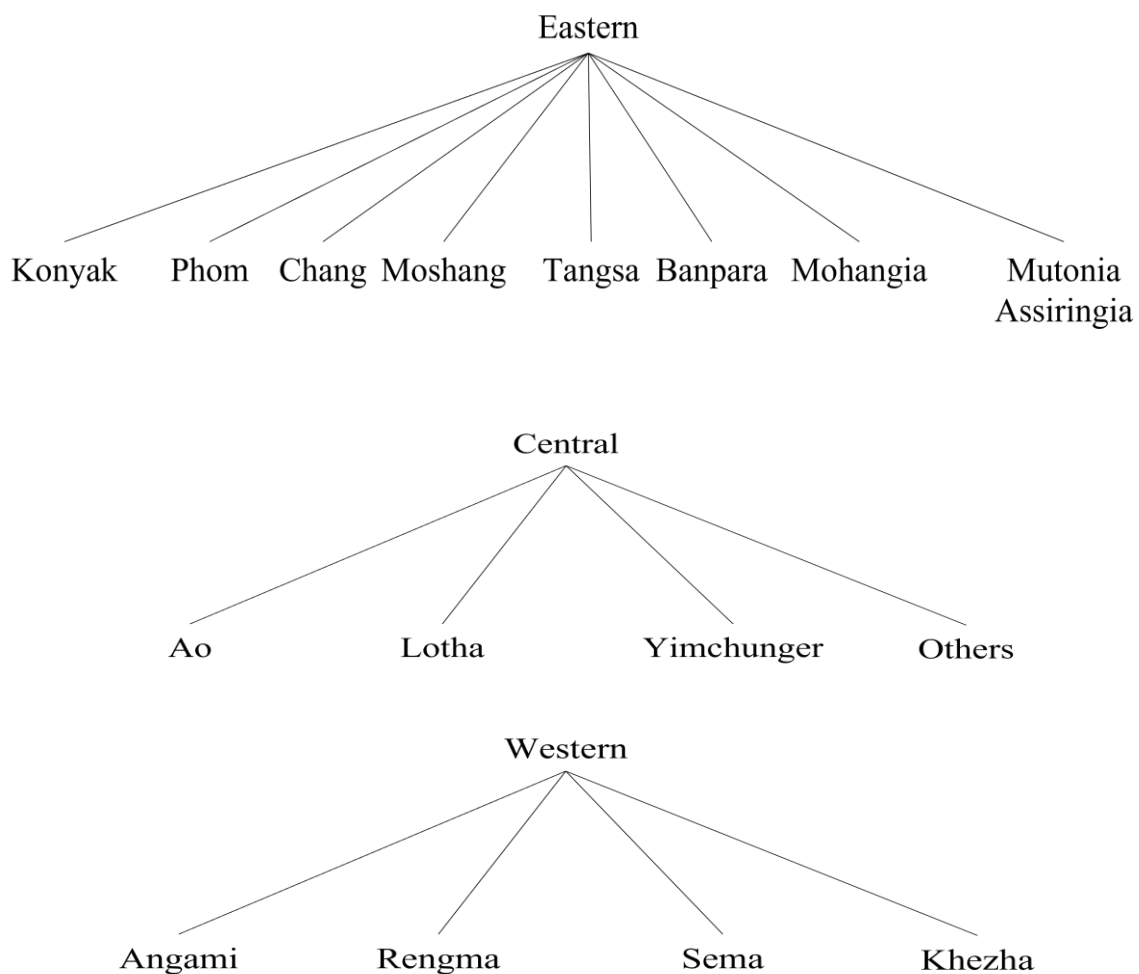 Eastern
Konyak Phom Chang Moshang Tangsa Banpara Mohangia Mutonia
Assiringia
Central
Ao Lotha Yimchunger Others
Western
Angami Rengma Sema Khezha